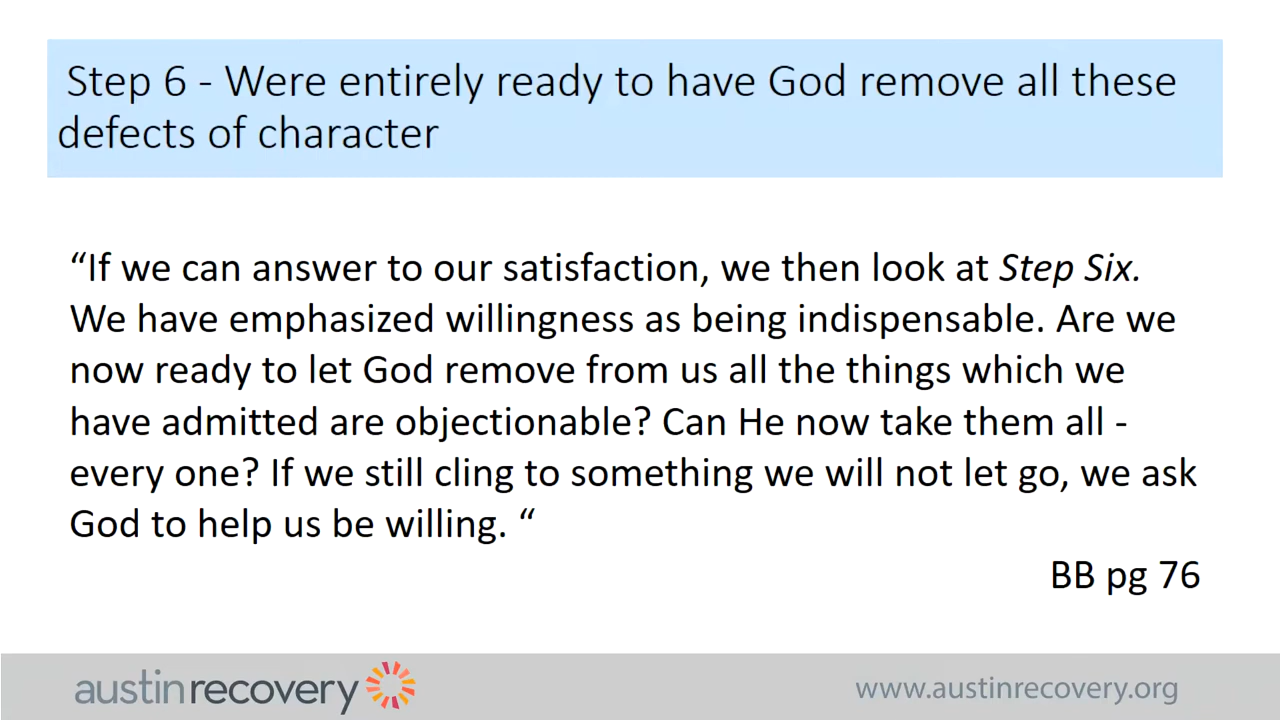 Step 6 - Were entirely ready to have God remove all these
defects of character
“If we can answer to our satisfaction, we then look at Step Six.
We have emphasized willingness as being indispensable. Are we
now ready to let God remove from us all the things which we
have admitted are objectionable? Can He now take them all -
every one? If we still cling to something we will not let go, we ask
God to help us be willing. “
BB pg 76
austinrecovery
www.austinrecovery.org